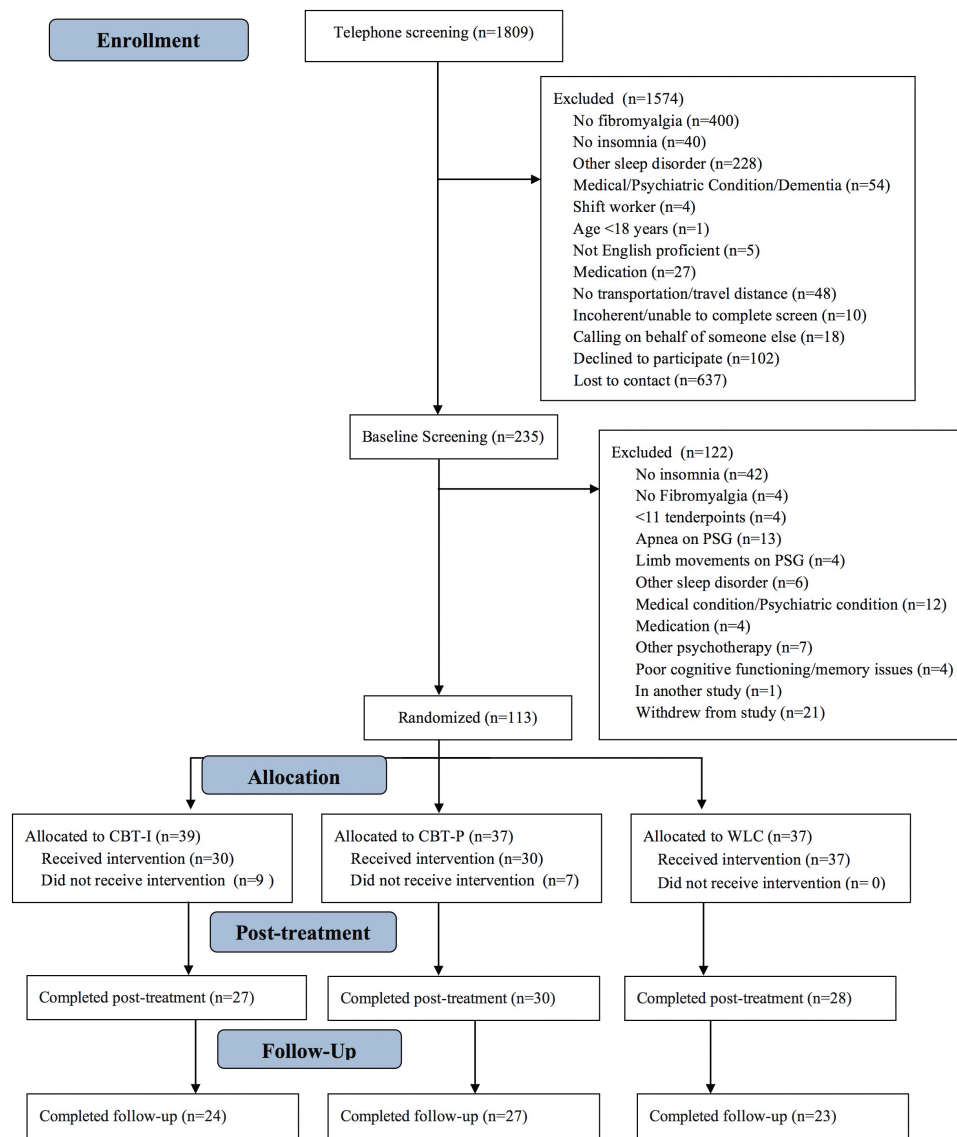 Enrollment
Telephone screening (n=1809)
Excluded (n=1574)
No fibromyalgia (n=400)
No insomnia (n=40)
Other sleep disorder (n=228)
Medical/Psychiatric Condition/Dementia (n=54)
Shift worker (n=4)
Age <18 years (n=1)
Not English proficient (n=5)
Medication (n=27)
No transportation/travel distance (n=48)
Incoherent/unable to complete screen (n=10)
Calling on behalf of someone else (n=18)
Declined to participate (n=102)
Lost to contact (n=637)
Baseline Screening (n=235)
Excluded (n=122)
No insomnia (n=42)
No Fibromyalgia (n=4)
<11 tenderpoints (n=4)
Apnea on PSG (n=13)
Limb movements on PSG (n=4)
Other sleep disorder (n=6)
Medical condition/Psychiatric condition (n=12)
Medication (n=4)
Other psychotherapy (n=7)
Poor cognitive functioning/memory issues (n=4)
In another study (n=1)
Withdrew from study (n=21)
Randomized (n=113)
Allocation
Allocated to CBT-I (n=39)
Received intervention (n=30)
Did not receive intervention (n=9 )
Allocated to CBT-P (n=37)
Received intervention (n=30)
Did not receive intervention (n=7)
Allocated to WLC (n=37)
Received intervention (n=37)
Did not receive intervention (n= 0)
Post-treatment
Completed post-treatment (n=27)
Completed post-treatment (n=30)
Completed post-treatment (n=28)
Follow-Up
Completed follow-up (n=24)
Completed follow-up (n=27)
Completed follow-up (n=23)